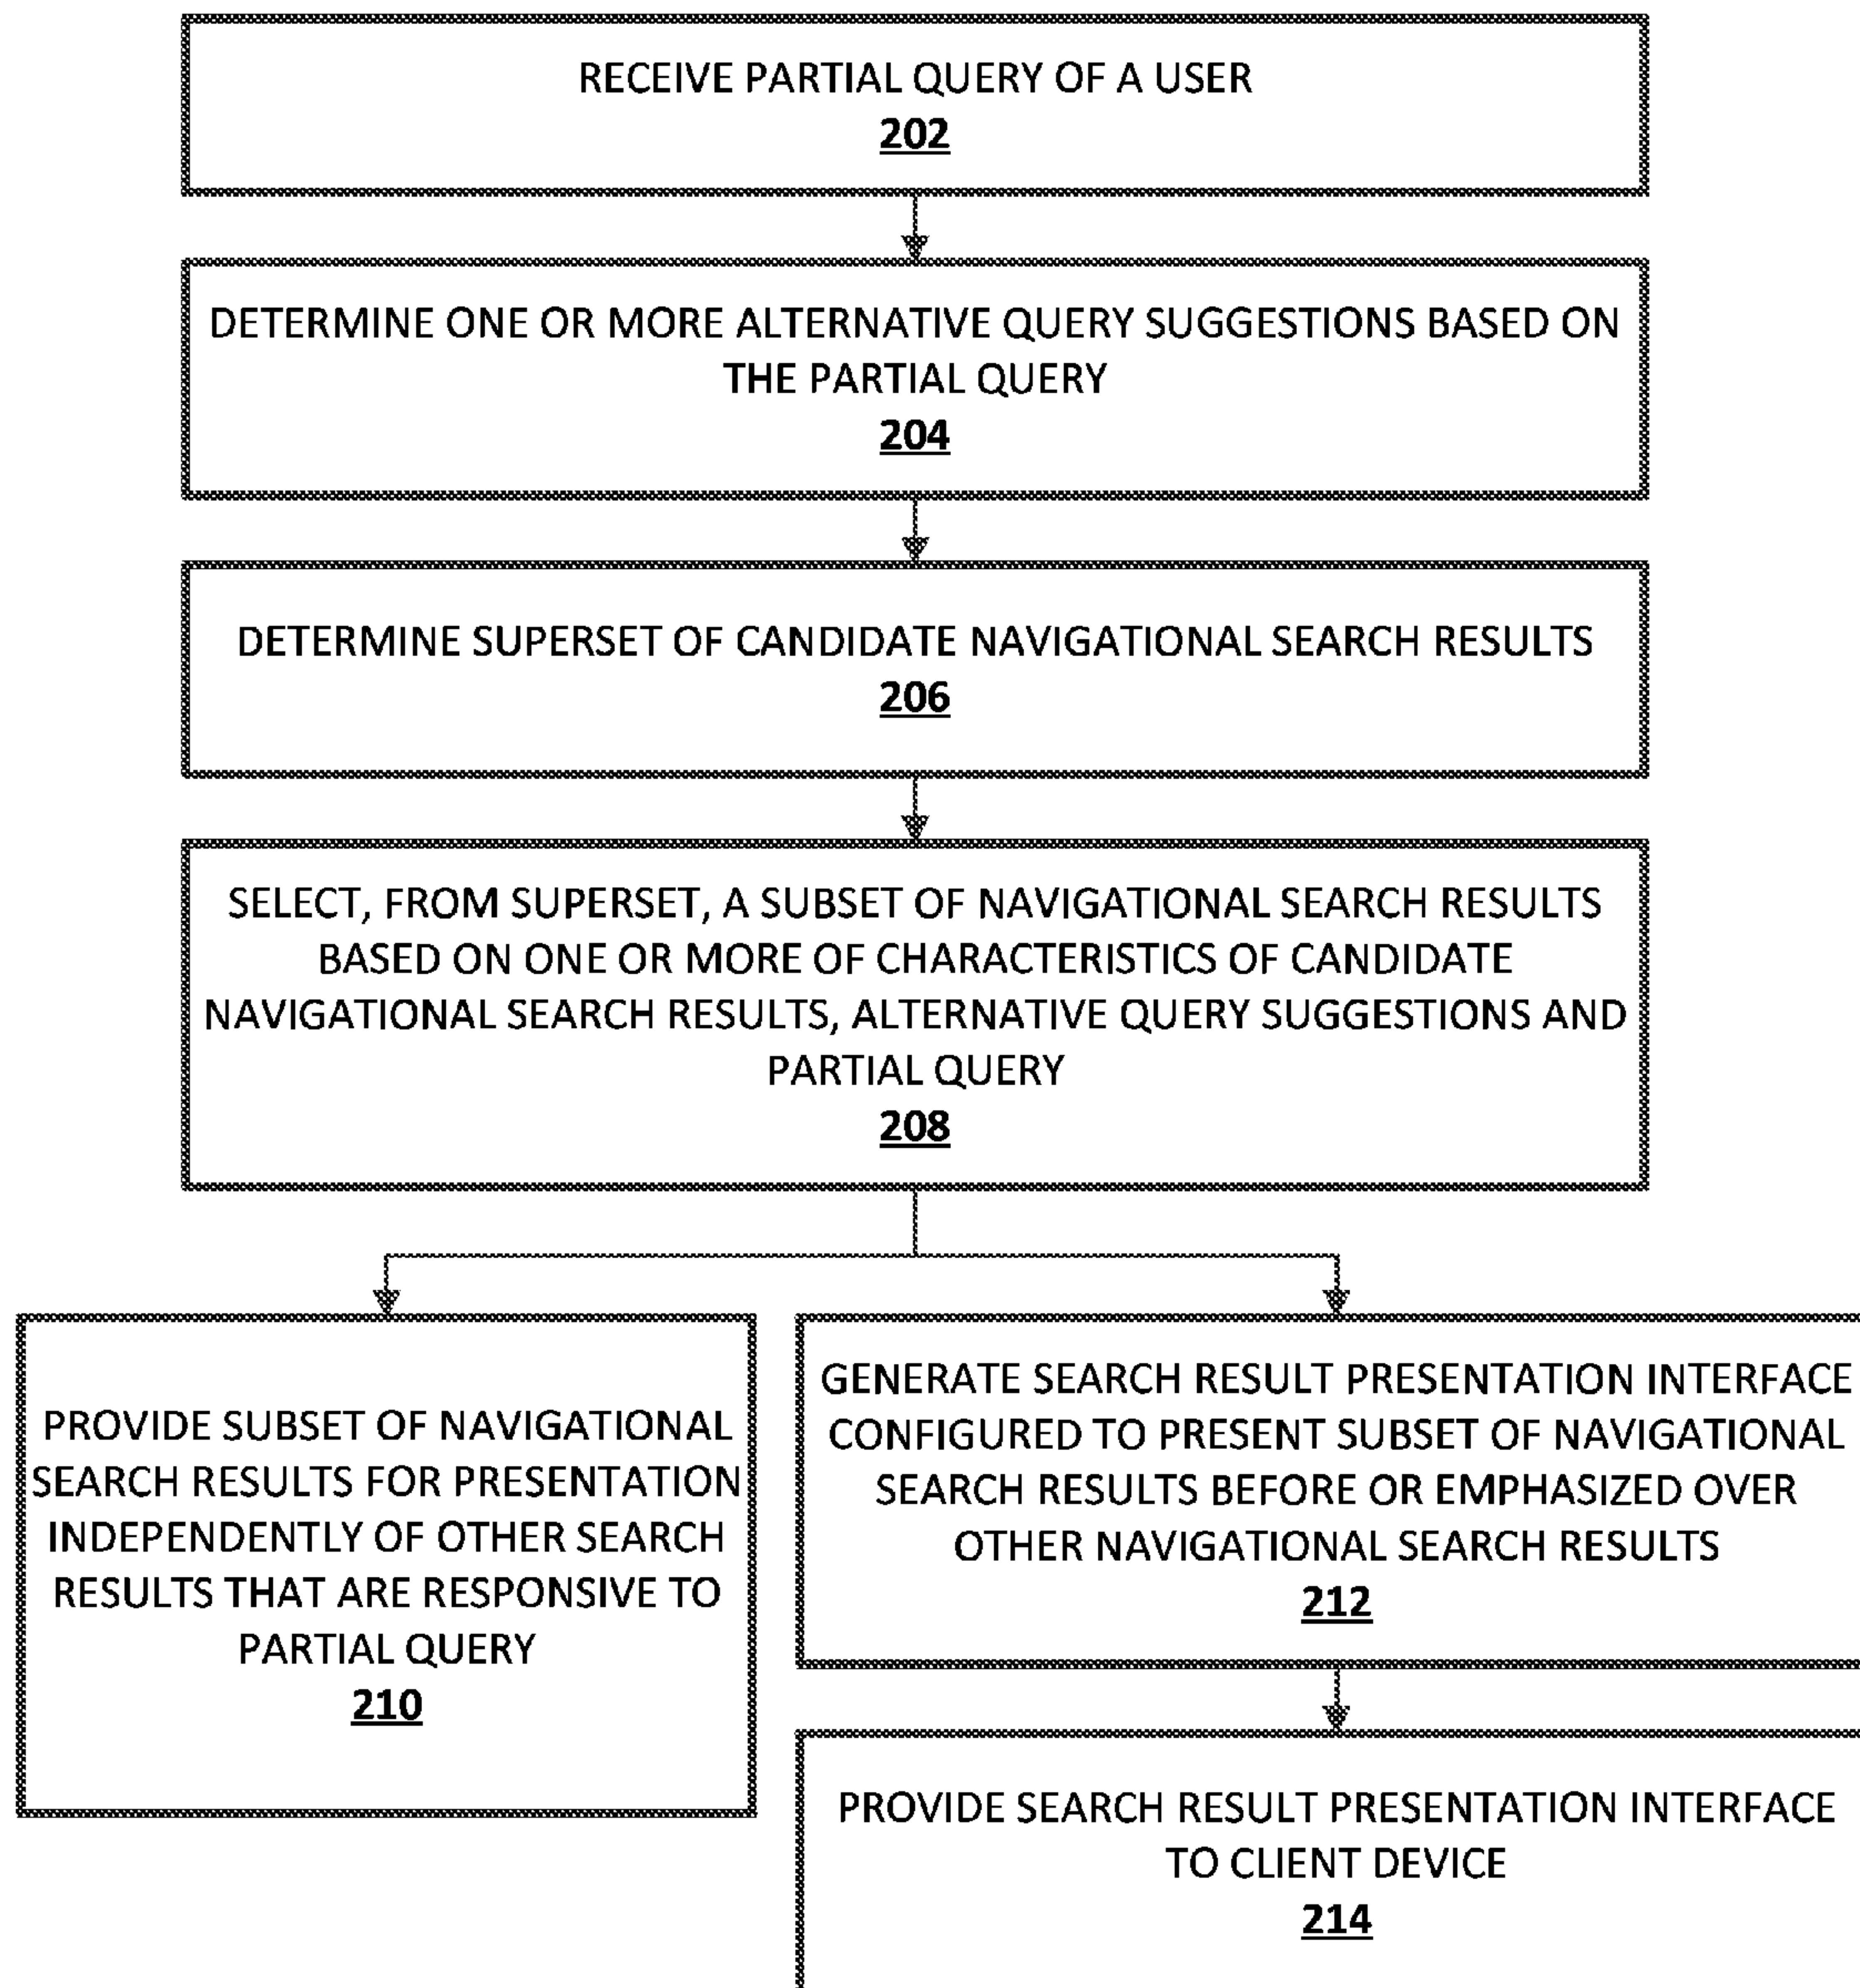 RECEIVE PARTIAL QUERY OF A USER
202
DETERMINE ONE OR MORE ALTERNATIVE QUERY SUGGESTIONS BASED ON
THE PARTIAL QUERY
204
DETERMINE SUPERSET OF CANDIDATE NAVIGATIONAL SEARCH RESULTS
206
SELECT, FROM SUPERSET, A SUBSET OF NAVIGATIONAL SEARCH RESULTS
BASED ON ONE OR MORE OF CHARACTERISTICS OF CANDIDATE
NAVIGATIONAL SEARCH RESULTS, ALTERNATIVE QUERY SUGGESTIONS AND
PARTIAL QUERY
208
PROVIDE SUBSET OF NAVIGATIONAL
SEARCH RESULTS FOR PRESENTATION
INDEPENDENTLY OF OTHER SEARCH
RESULTS THAT ARE RESPONSIVE TO
PARTIAL QUERY
210
GENERATE SEARCH RESULT PRESENTATION INTERFACE
CONFIGURED TO PRESENT SUBSET OF NAVIGATIONAL
SEARCH RESULTS BEFORE OR EMPHASIZED OVER
OTHER NAVIGATIONAL SEARCH RESULTS
212
PROVIDE SEARCH RESULT PRESENTATION INTERFACE
TO CLIENT DEVICE
214